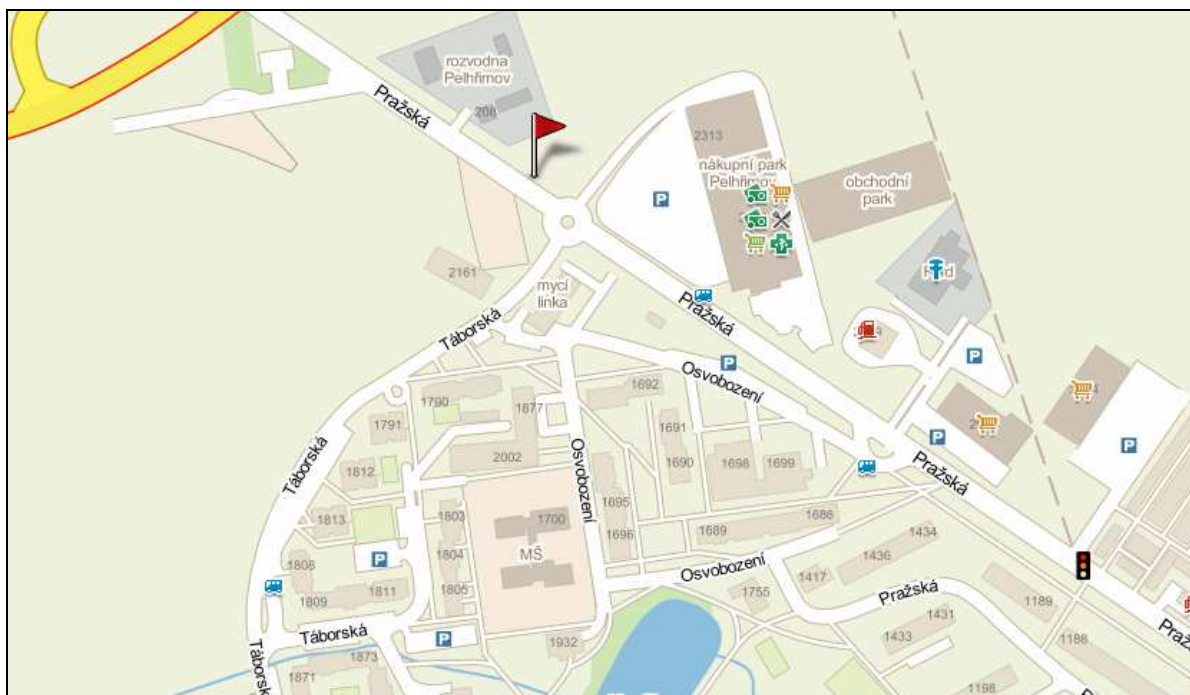 rozvodna
Pelhřimov
208
Pražská
2313
nákupní park
Pelhřimov
obchodní
park
2161
mycí
linka
Pražská
Táborská
Osvobození
1790
1877
1692
1791
1691
2002
Osvobození
1690
1698
1699
Táborská
1812
Pražská
1695
1813
1803
1700
1686
1696
1689
1434
MŠ
1804
1436
1808
Osvobození
1417
1811
1805
1755
Pražská
1809
1189
1431
1433
Táborská
1932
1188
Táborská
1873
1871
1198
P
P
P
P
P
P
P